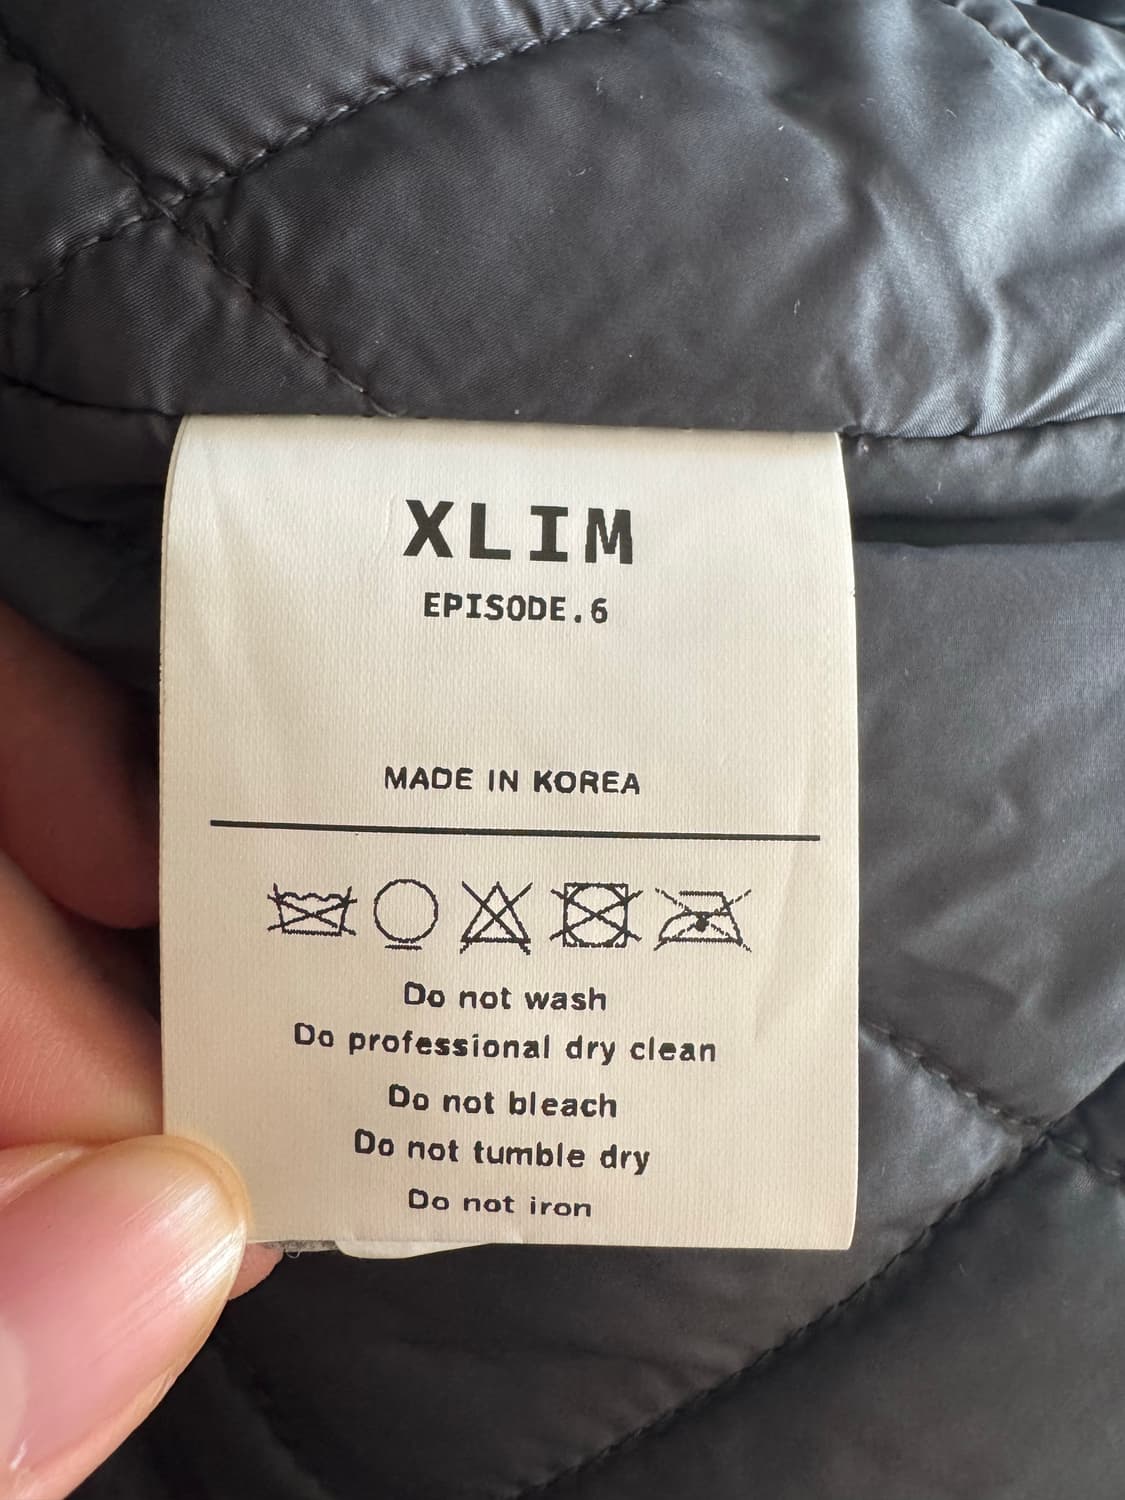 XLIM
EPISODE.6
MADE IN KOREA
Do not wash
Do professional dry clean
Do not bleach
Do not tumble dry
Do not iron